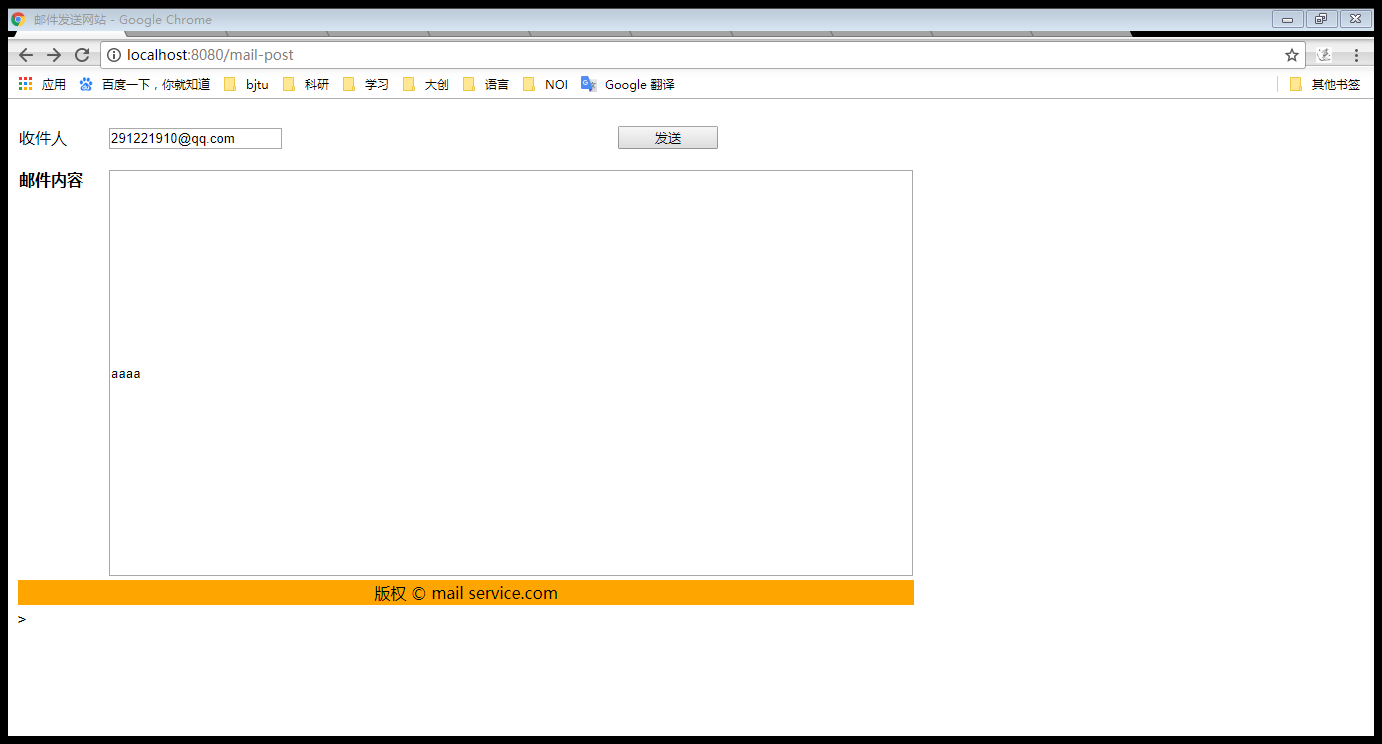 邮件发送网站 - Google Chrome
localhost:8080/mail-post
应用 百度一下，你就知道 bjtu 科研 学习 大创 语言 NOI Google 翻译 其他书签
收件人 291221910@qq.com 发送
邮件内容
aaaa
版权 © mail service.com
>